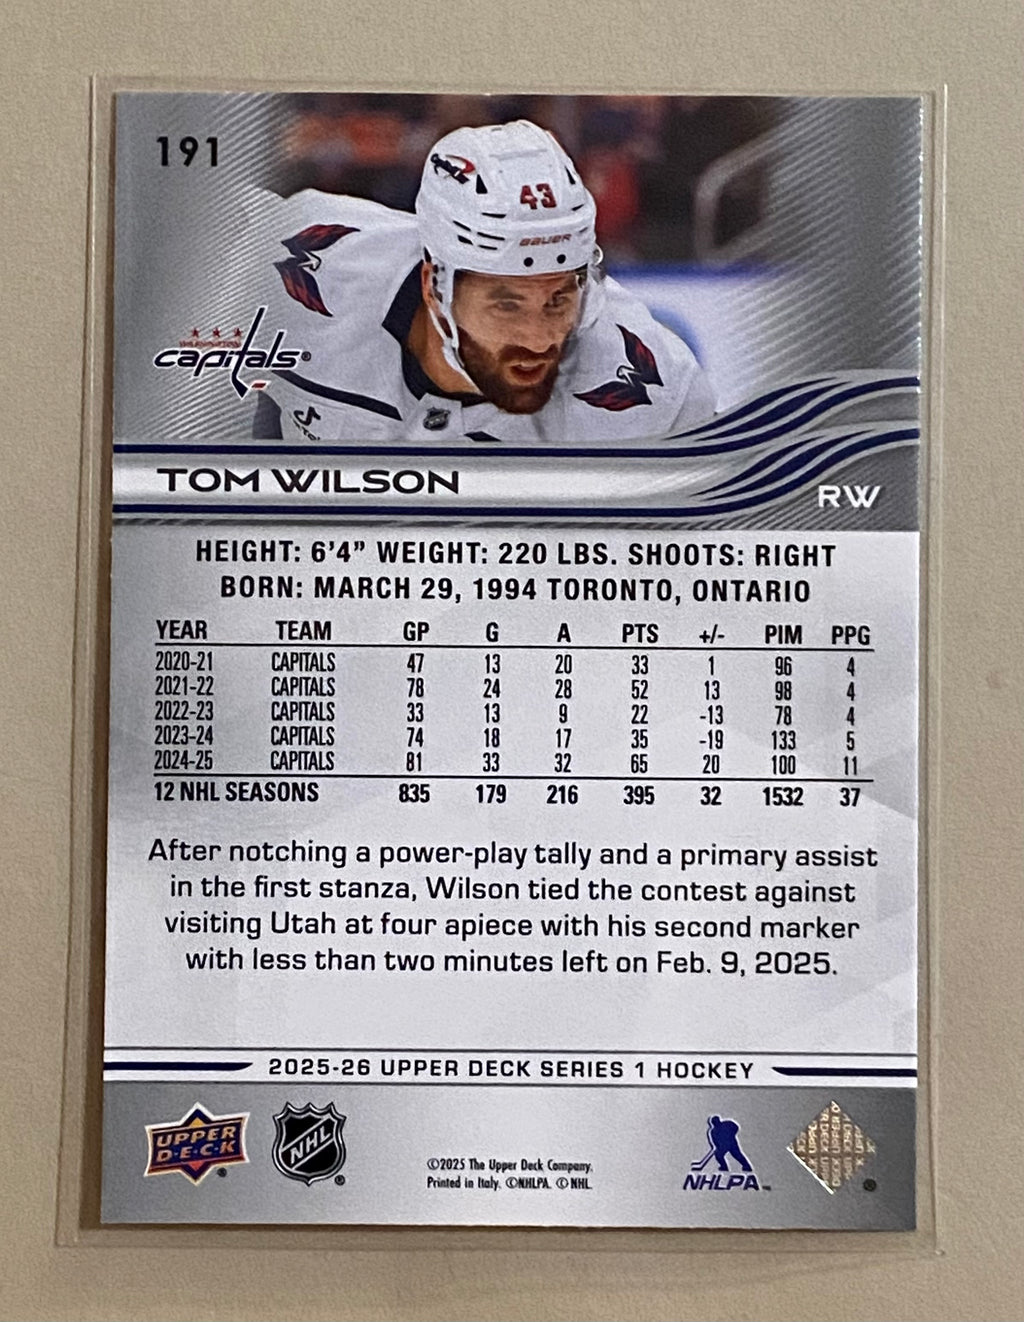 191
43
BAUER
WASHINGTON
capitals®
TOM WILSON
RW
HEIGHT: 6'4" WEIGHT: 220 LBS. SHOOTS: RIGHT
BORN: MARCH 29, 1994 TORONTO, ONTARIO
YEAR TEAM GP G A PTS +/- PIM PPG
2020-21 CAPITALS 47 13 20 33 1 96 4
2021-22 CAPITALS 78 24 28 52 13 98 4
2022-23 CAPITALS 33 13 9 22 -13 78 4
2023-24 CAPITALS 74 18 17 35 -19 133 5
2024-25 CAPITALS 81 33 32 65 20 100 11
12 NHL SEASONS 835 179 216 395 32 1532 37
After notching a power-play tally and a primary assist
in the first stanza, Wilson tied the contest against
visiting Utah at four apiece with his second marker
with less than two minutes left on Feb. 9, 2025.
2025-26 UPPER DECK SERIES 1 HOCKEY
UPPER
D·E·C·K ®
NHL ®
©2025 The Upper Deck Company.
Printed in Italy. ©NHLPA. © NHL.
NHLPA™
®